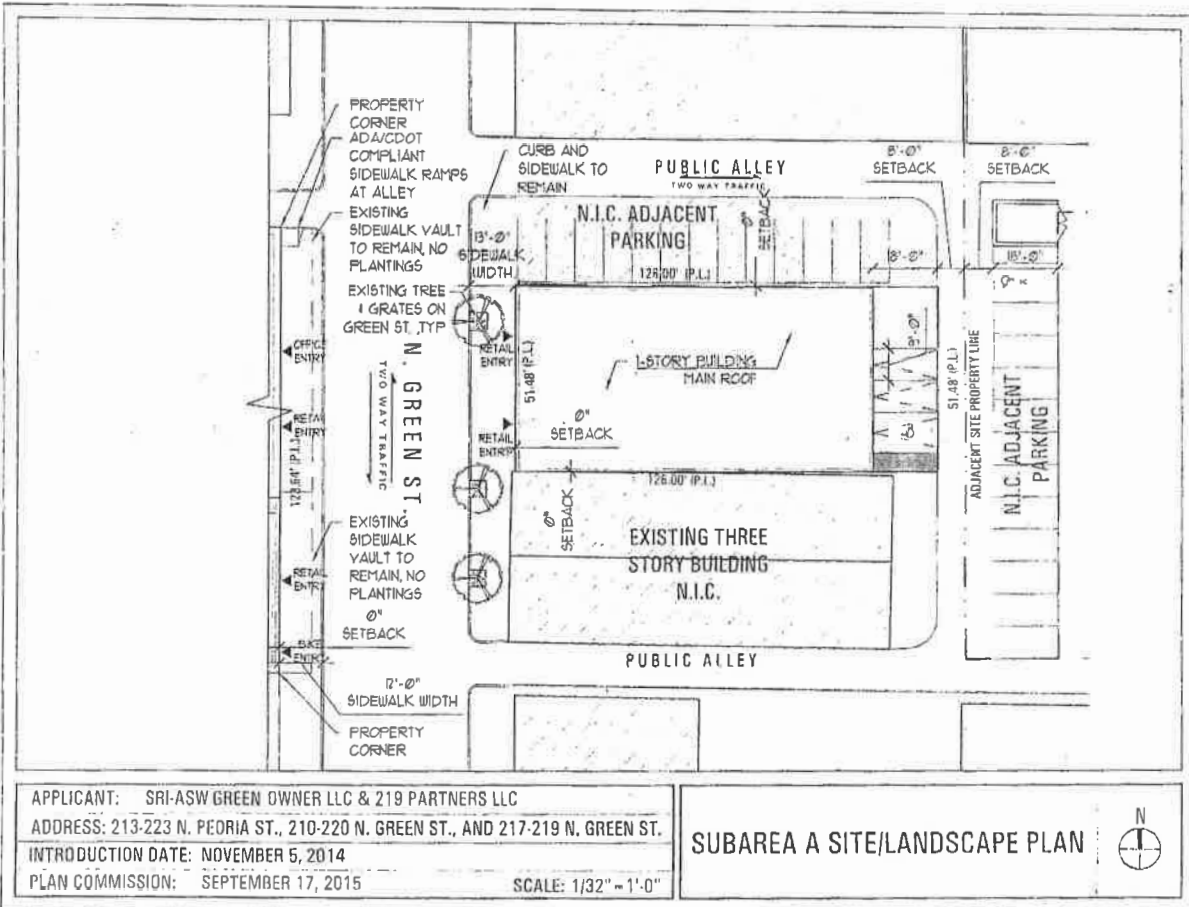 PROPERTY
CORNER
ADA/CDOT
COMPLIANT
SIDEWALK RAMPS
AT ALLEY
EXISTING
SIDEWALK VAULT
TO REMAIN, NO
PLANTINGS
EXISTING TREE
GRATES ON
GREEN ST., TYP
OFFICE
ENTRY
RETAIL
ENTRY
123.64' (P.L.)
EXISTING
SIDEWALK
VAULT TO
REMAIN, NO
PLANTINGS
RETAIL
ENTRY
0"
SETBACK
BIKE
ENTRY
12'-0"
SIDEWALK WIDTH
PROPERTY
CORNER
N. GREEN ST.
TWO WAY TRAFFIC
CURB AND
SIDEWALK TO
REMAIN
PUBLIC ALLEY
TWO WAY TRAFFIC
13'-0"
SIDEWALK
WIDTH
N.I.C. ADJACENT
PARKING
0"
SETBACK
126.00' (P.L.)
RETAIL
ENTRY
51.48' (P.L.)
1-STORY BUILDING
MAIN ROOF
RETAIL
ENTRY
0"
SETBACK
126.00' (P.L.)
0"
SETBACK
EXISTING THREE
STORY BUILDING
N.I.C.
PUBLIC ALLEY
8'-0"
SETBACK
8'-0"
SETBACK
18'-0"
18'-0"
51.48' (P.L.)
ADJACENT SITE PROPERTY LINE
N.I.C. ADJACENT
PARKING
APPLICANT: SRI-ASW GREEN OWNER LLC & 219 PARTNERS LLC
ADDRESS: 213-223 N. PEORIA ST., 210-220 N. GREEN ST., AND 217-219 N. GREEN ST.
INTRODUCTION DATE: NOVEMBER 5, 2014
PLAN COMMISSION: SEPTEMBER 17, 2015
SCALE: 1/32" = 1'-0"
SUBAREA A SITE/LANDSCAPE PLAN
N